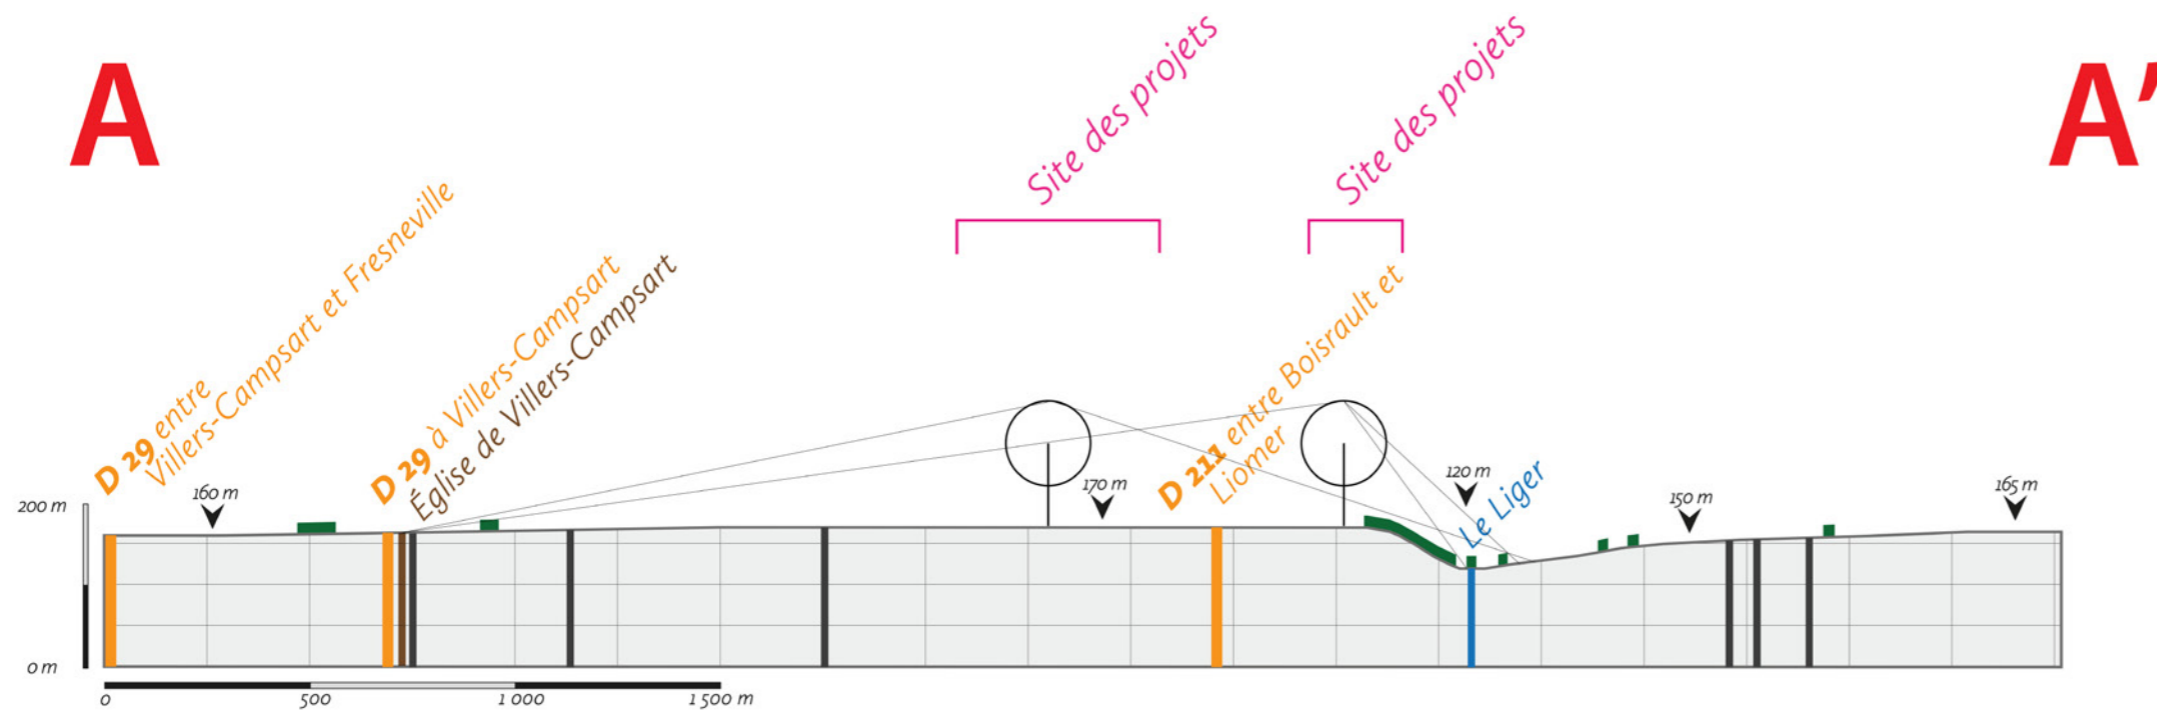 A
A’
Site des projets
Site des projets
D 29 entre
Villers-Campsart et Fresneville
D 29 à Villers-Campsart
Église de Villers-Campsart
D 211 entre Boisrault et
Liomer
Le Liger
160 m
170 m
120 m
150 m
165 m
200 m
0 m
0
500
1 000
1 500 m